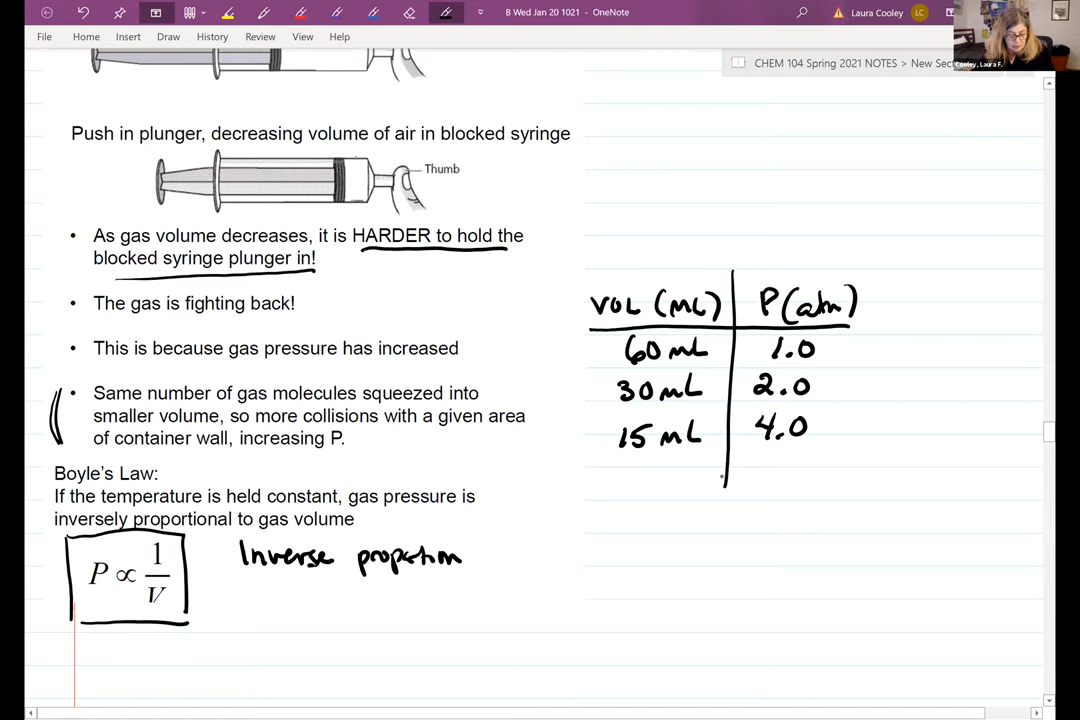 B Wed Jan 20 1021 - OneNote
Laura Cooley
LC
File Home Insert Draw History Review View Help
CHEM 104 Spring 2021 NOTES > New Sec
Cooley, Laura F.
Push in plunger, decreasing volume of air in blocked syringe
Thumb
• As gas volume decreases, it is HARDER to hold the
blocked syringe plunger in!
• The gas is fighting back!
• This is because gas pressure has increased
• Same number of gas molecules squeezed into
smaller volume, so more collisions with a given area
of container wall, increasing P.
Boyle's Law:
If the temperature is held constant, gas pressure is
inversely proportional to gas volume
P ∝ 1/V
Inverse proportion
VOL (mL) P(atm)
60 mL 1.0
30 mL 2.0
15 mL 4.0